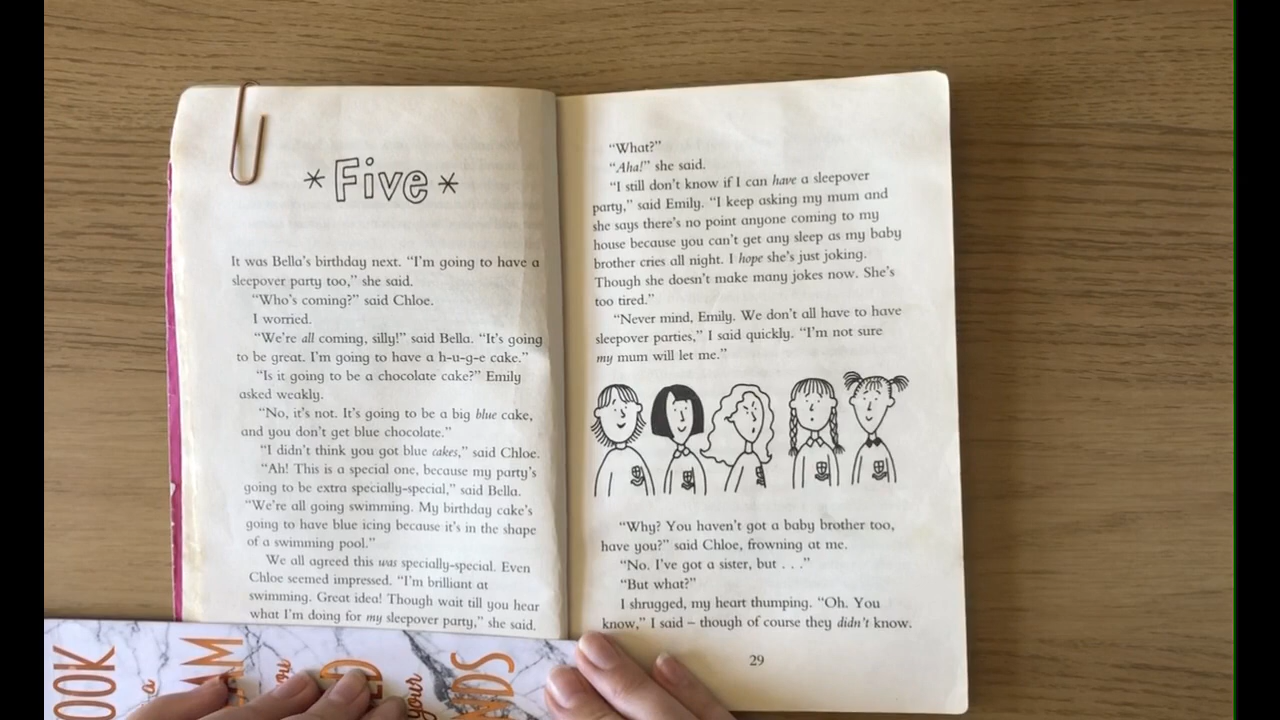 * Five *
It was Bella's birthday next. "I'm going to have a
sleepover party too," she said.
"Who's coming?" said Chloe.
I worried.
"We're all coming, silly!" said Bella. "It's going
to be great. I'm going to have a h-u-g-e cake."
"Is it going to be a chocolate cake?" Emily
asked weakly.
"No, it's not. It's going to be a big blue cake,
and you don't get blue chocolate."
"I didn't think you got blue cakes," said Chloe.
"Ah! This is a special one, because my party's
going to be extra specially-special," said Bella.
"We're all going swimming. My birthday cake's
going to have blue icing because it's in the shape
of a swimming pool."
We all agreed this was specially-special. Even
Chloe seemed impressed. "I'm brilliant at
swimming. Great idea! Though wait till you hear
what I'm doing for my sleepover party," she said.
"What?"
"Aha!" she said.
"I still don't know if I can have a sleepover
party," said Emily. "I keep asking my mum and
she says there's no point anyone coming to my
house because you can't get any sleep as my baby
brother cries all night. I hope she's just joking.
Though she doesn't make many jokes now. She's
too tired."
"Never mind, Emily. We don't all have to have
sleepover parties," I said quickly. "I'm not sure
my mum will let me."
"Why? You haven't got a baby brother too,
have you?" said Chloe, frowning at me.
"No. I've got a sister, but . . ."
"But what?"
I shrugged, my heart thumping. "Oh. You
know," I said – though of course they didn't know.
29
your